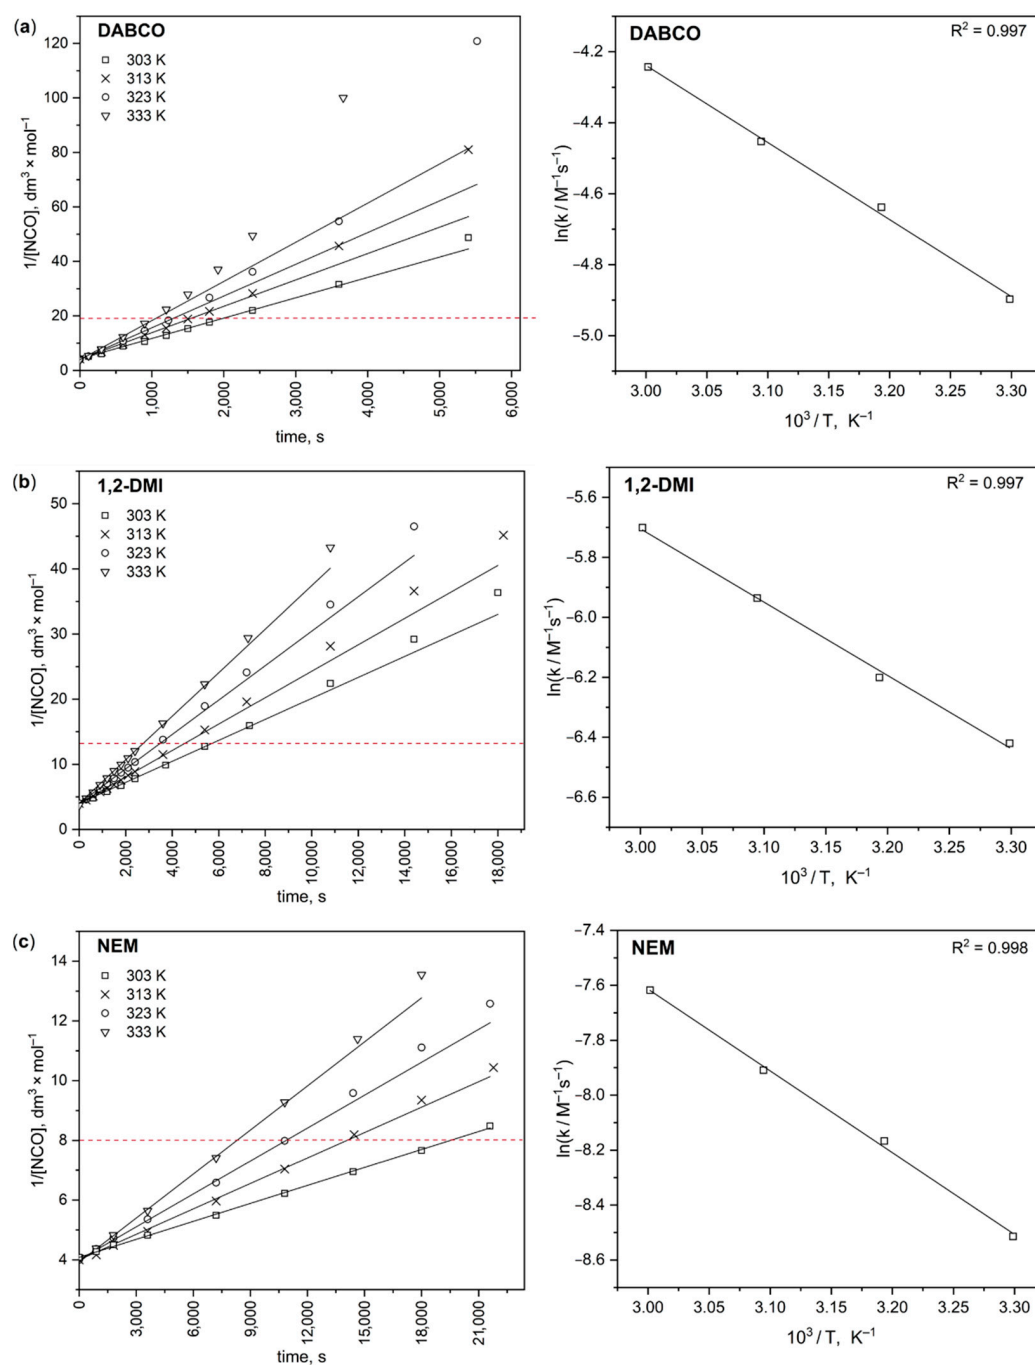 (a)
DABCO
303 K
313 K
323 K
333 K
120
100
80
60
40
20
0
1/[NCO], dm³ × mol⁻¹
0
1,000
2,000
3,000
4,000
5,000
6,000
time, s
DABCO
R² = 0.997
−4.2
−4.4
−4.6
−4.8
−5.0
ln(k / M⁻¹s⁻¹)
3.00
3.05
3.10
3.15
3.20
3.25
3.30
10³ / T, K⁻¹
(b)
1,2-DMI
303 K
313 K
323 K
333 K
50
40
30
20
10
0
1/[NCO], dm³ × mol⁻¹
0
2,000
4,000
6,000
8,000
10,000
12,000
14,000
16,000
18,000
time, s
1,2-DMI
R² = 0.997
−5.6
−5.8
−6.0
−6.2
−6.4
−6.6
ln(k / M⁻¹s⁻¹)
3.00
3.05
3.10
3.15
3.20
3.25
3.30
10³ / T, K⁻¹
(c)
NEM
303 K
313 K
323 K
333 K
14
12
10
8
6
4
1/[NCO], dm³ × mol⁻¹
0
3,000
6,000
9,000
12,000
15,000
18,000
21,000
time, s
NEM
R² = 0.998
−7.4
−7.6
−7.8
−8.0
−8.2
−8.4
−8.6
ln(k / M⁻¹s⁻¹)
3.00
3.05
3.10
3.15
3.20
3.25
3.30
10³ / T, K⁻¹